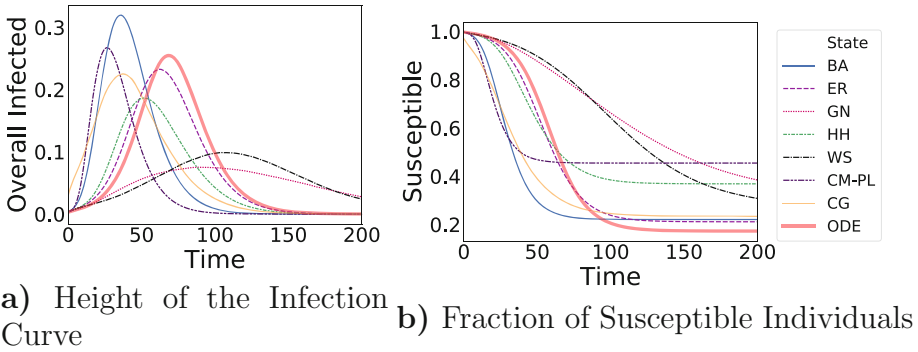 Overall Infected
0.3
0.2
0.1
0.0
0 50 100 150 200
Time
a) Height of the Infection
Curve
Susceptible
1.0
0.8
0.6
0.4
0.2
0 50 100 150 200
Time
b) Fraction of Susceptible Individuals
State
BA
ER
GN
HH
WS
CM-PL
CG
ODE